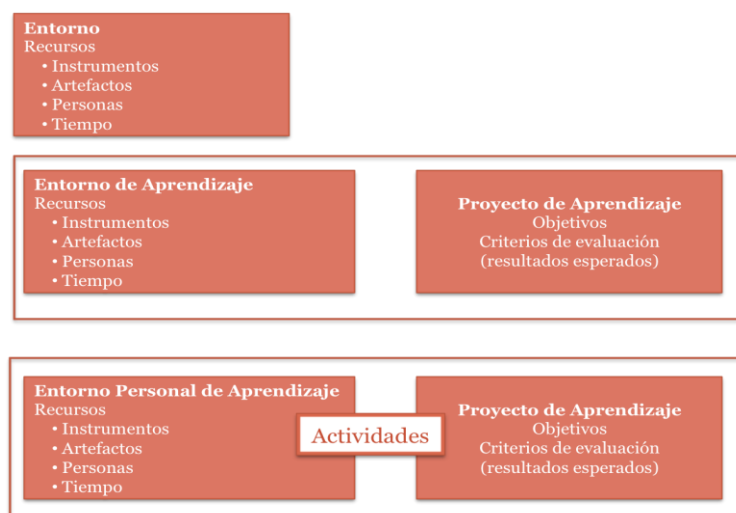 Entorno
Recursos
• Instrumentos
• Artefactos
• Personas
• Tiempo
Entorno de Aprendizaje
Recursos
• Instrumentos
• Artefactos
• Personas
• Tiempo
Proyecto de Aprendizaje
Objetivos
Criterios de evaluación
(resultados esperados)
Entorno Personal de Aprendizaje
Recursos
• Instrumentos
• Artefactos
• Personas
• Tiempo
Actividades
Proyecto de Aprendizaje
Objetivos
Criterios de evaluación
(resultados esperados)